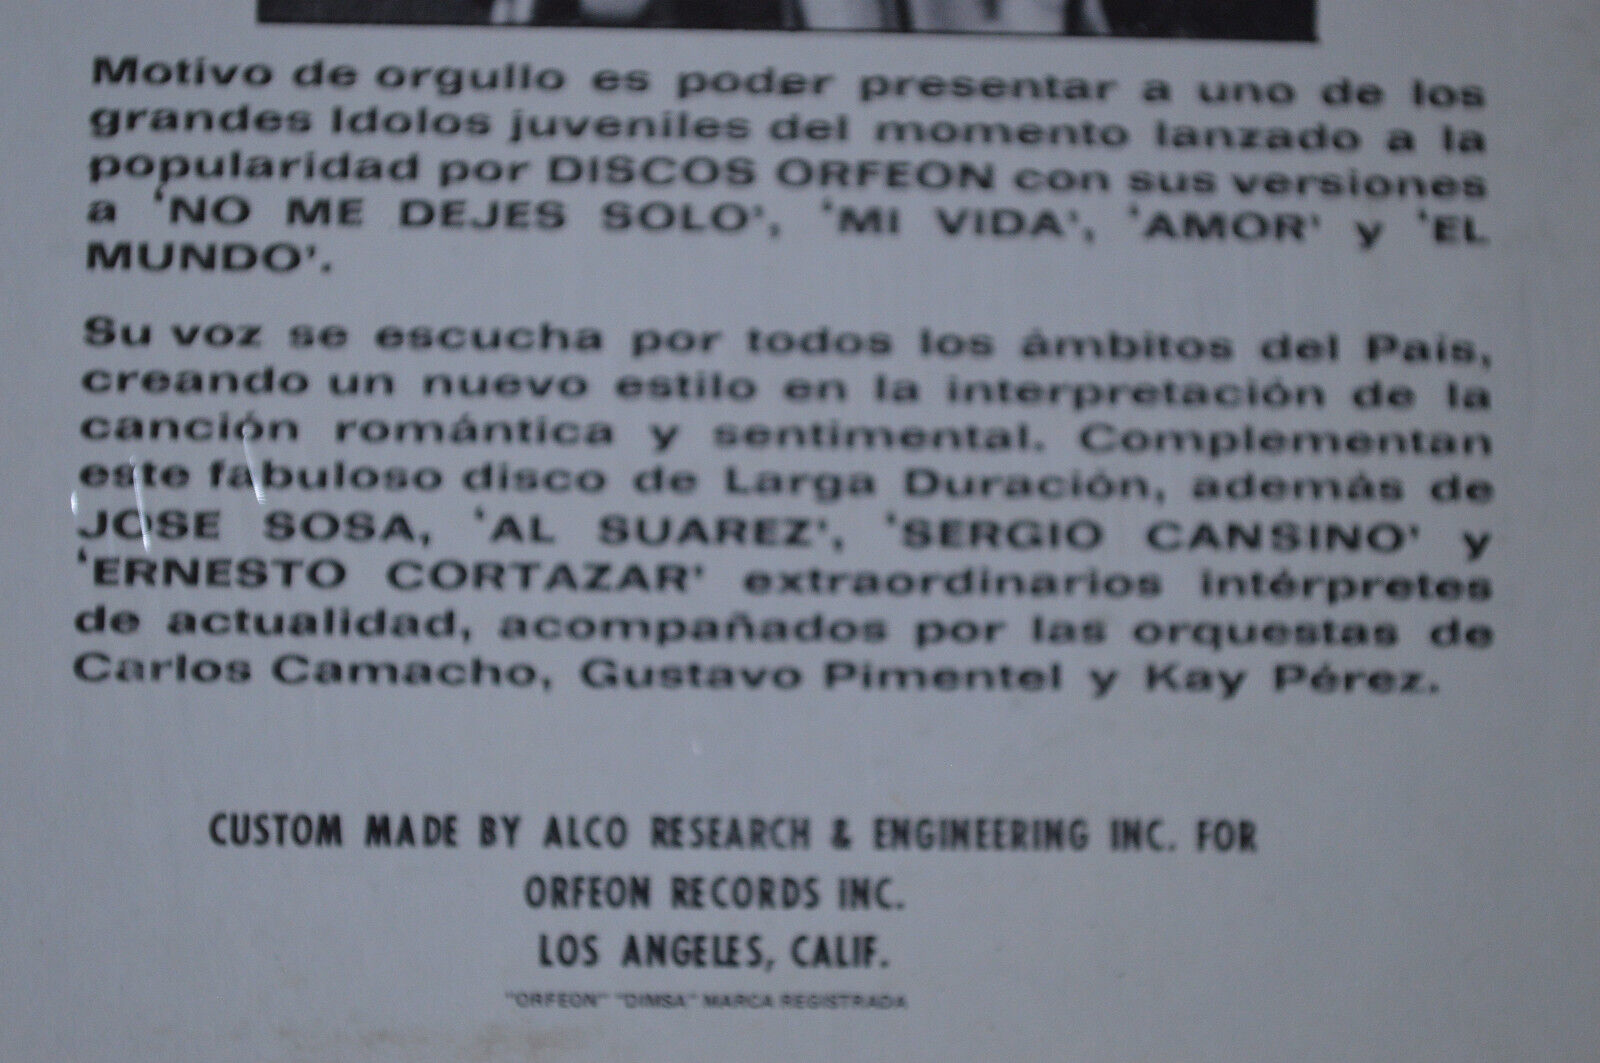 Motivo de orgullo es poder presentar a uno de los
grandes Idolos juveniles del momento lanzado a la
popularidad por DISCOS ORFEON con sus versiones
a 'NO ME DEJES SOLO', 'MI VIDA', 'AMOR' y 'EL
MUNDO'.
Su voz se escucha por todos los ámbitos del País,
creando un nuevo estilo en la interpretación de la
canción romántica y sentimental. Complementan
este fabuloso disco de Larga Duración, además de
JOSE SOSA, 'AL SUAREZ', 'SERGIO CANSINO' y
'ERNESTO CORTAZAR' extraordinarios intérpretes
de actualidad, acompañados por las orquestas de
Carlos Camacho, Gustavo Pimentel y Kay Pérez.
CUSTOM MADE BY ALCO RESEARCH & ENGINEERING INC. FOR
ORFEON RECORDS INC.
LOS ANGELES, CALIF.
"ORFEON" "DIMSA" MARCA REGISTRADA